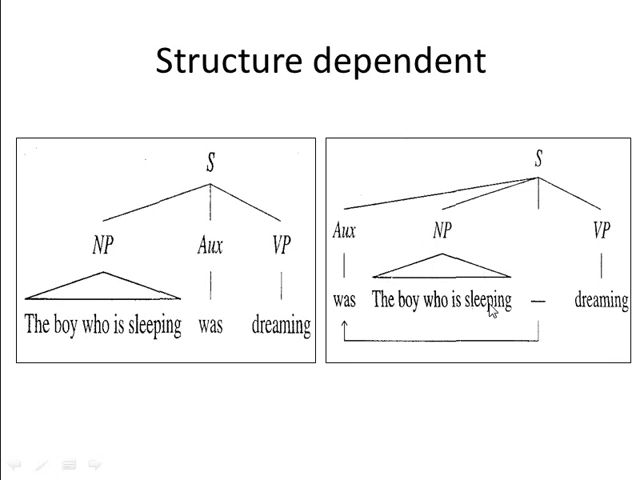 Structure dependent
S
NP Aux VP
The boy who is sleeping was dreaming
S
Aux NP VP
was The boy who is sleeping — dreaming